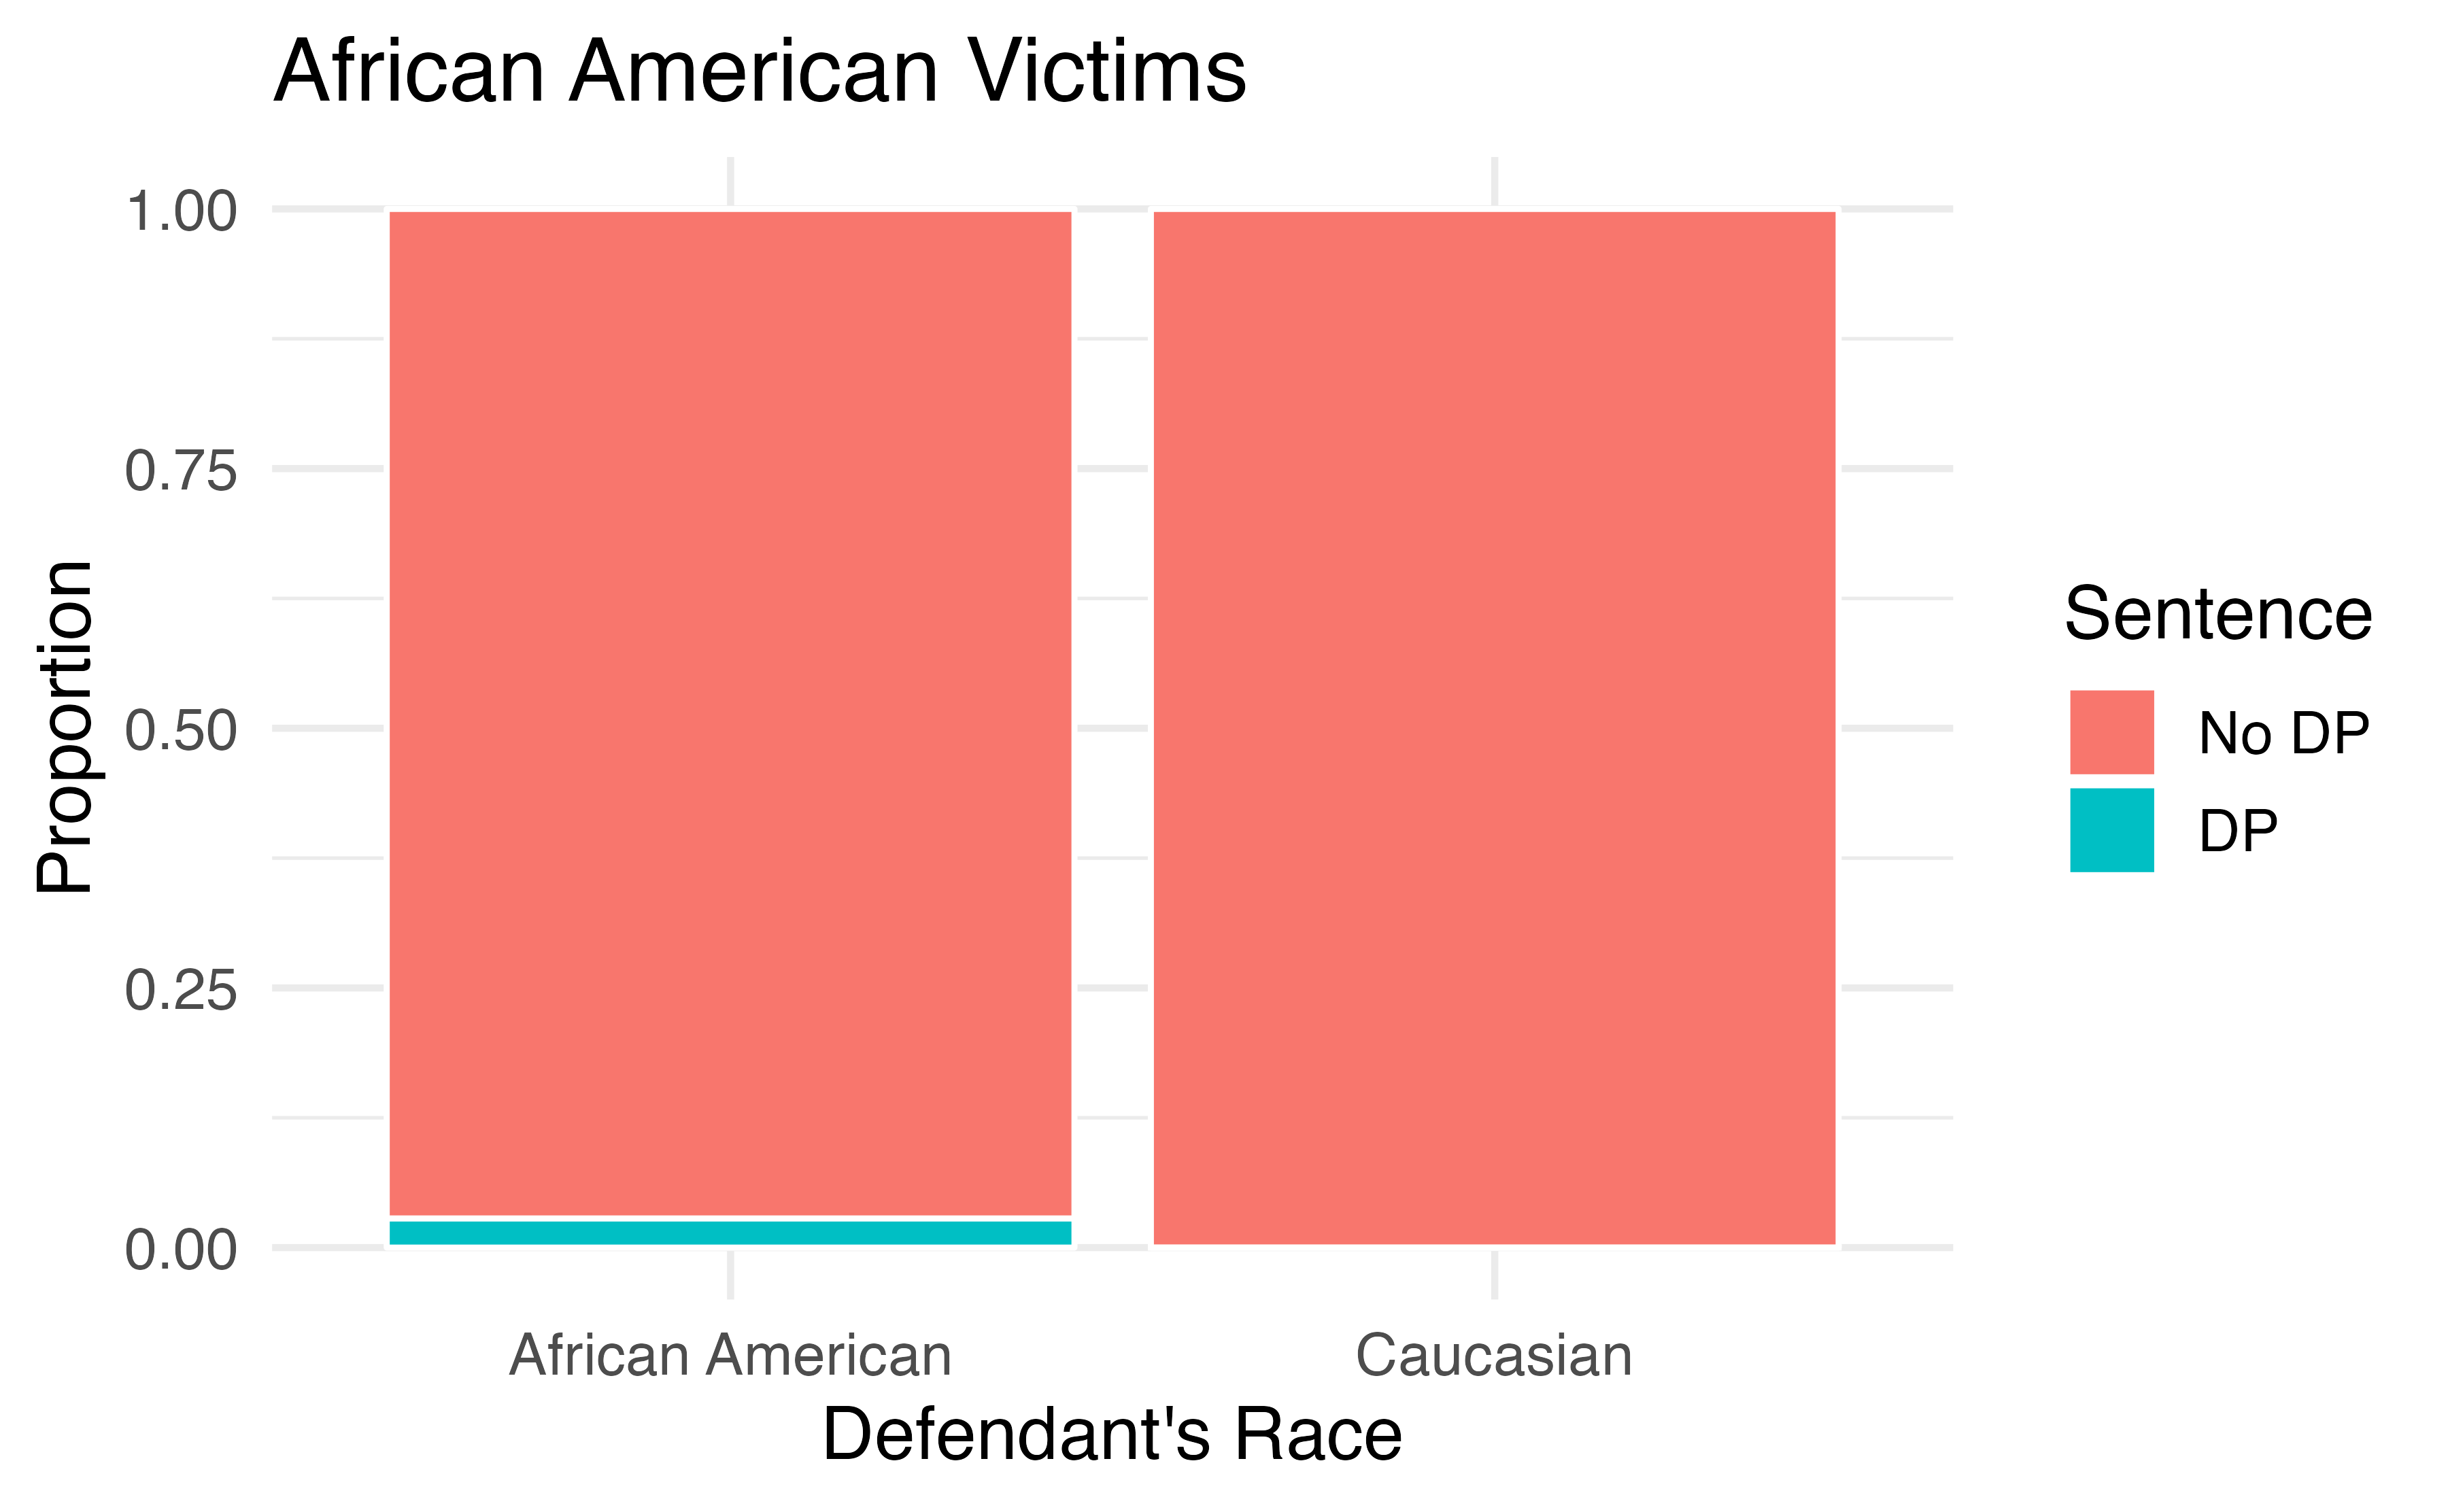 African American Victims
1.00
0.75
0.50
0.25
0.00
Proportion
African American
Caucasian
Defendant's Race
Sentence
No DP
DP